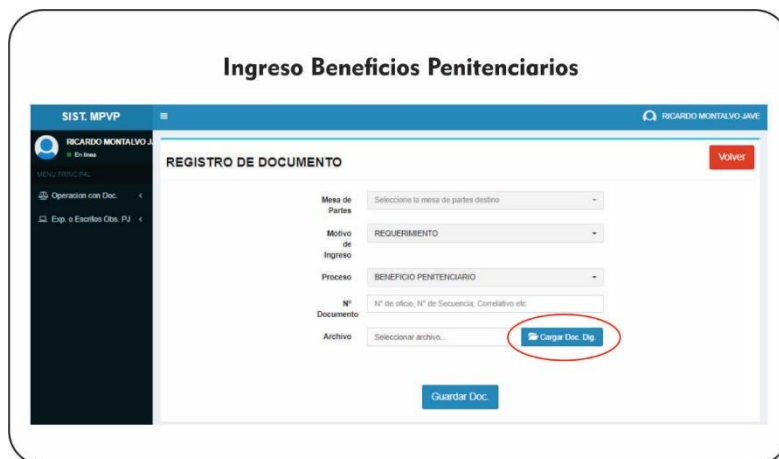 Ingreso Beneficios Penitenciarios
SIST. MPVP
RICARDO MONTALVO JAVE
RICARDO MONTALVO J
En línea
MENU PRINCIPAL
REGISTRO DE DOCUMENTO
Volver
Operacion con Doc.
Exp. o Escritos Obs. PJ
Mesa de
Partes
Seleccione la mesa de partes destino
Motivo
de
Ingreso
REQUERIMIENTO
Proceso
BENEFICIO PENITENCIARIO
N°
Documento
N° de oficio, N° de Secuencia, Correlativo etc
Archivo
Seleccionar archivo...
Cargar Doc. Dig.
Guardar Doc.